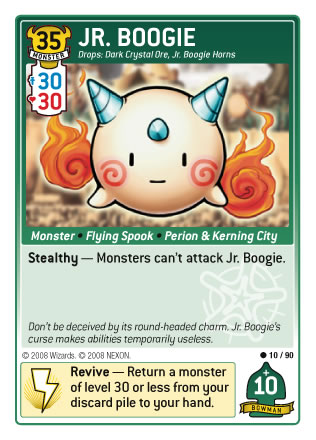 35
MONSTER
JR. BOOGIE
Drops: Dark Crystal Ore, Jr. Boogie Horns
30
30
Monster • Flying Spook • Perion & Kerning City
Stealthy — Monsters can't attack Jr. Boogie.
Don't be deceived by its round-headed charm. Jr. Boogie's
curse makes abilities temporarily useless.
© 2008 Wizards. © 2008 NEXON.
● 10 / 90
Revive — Return a monster
of level 30 or less from your
discard pile to your hand.
+
10
BOWMAN